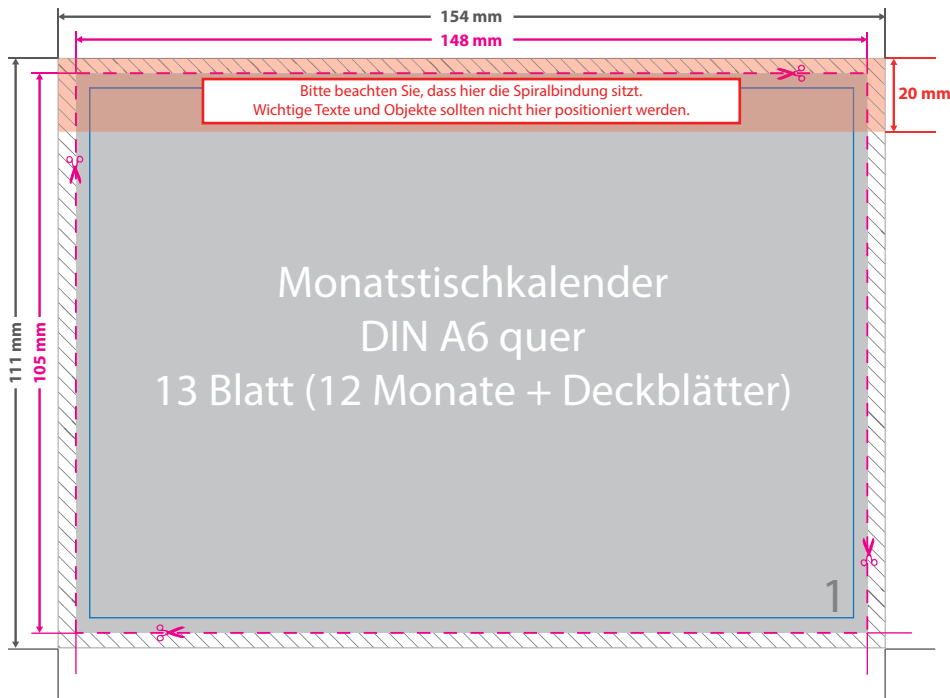 154 mm
148 mm
Bitte beachten Sie, dass hier die Spiralbindung sitzt.
Wichtige Texte und Objekte sollten nicht hier positioniert werden.
20 mm
111 mm
105 mm
Monatstischkalender
DIN A6 quer
13 Blatt (12 Monate + Deckblätter)
1